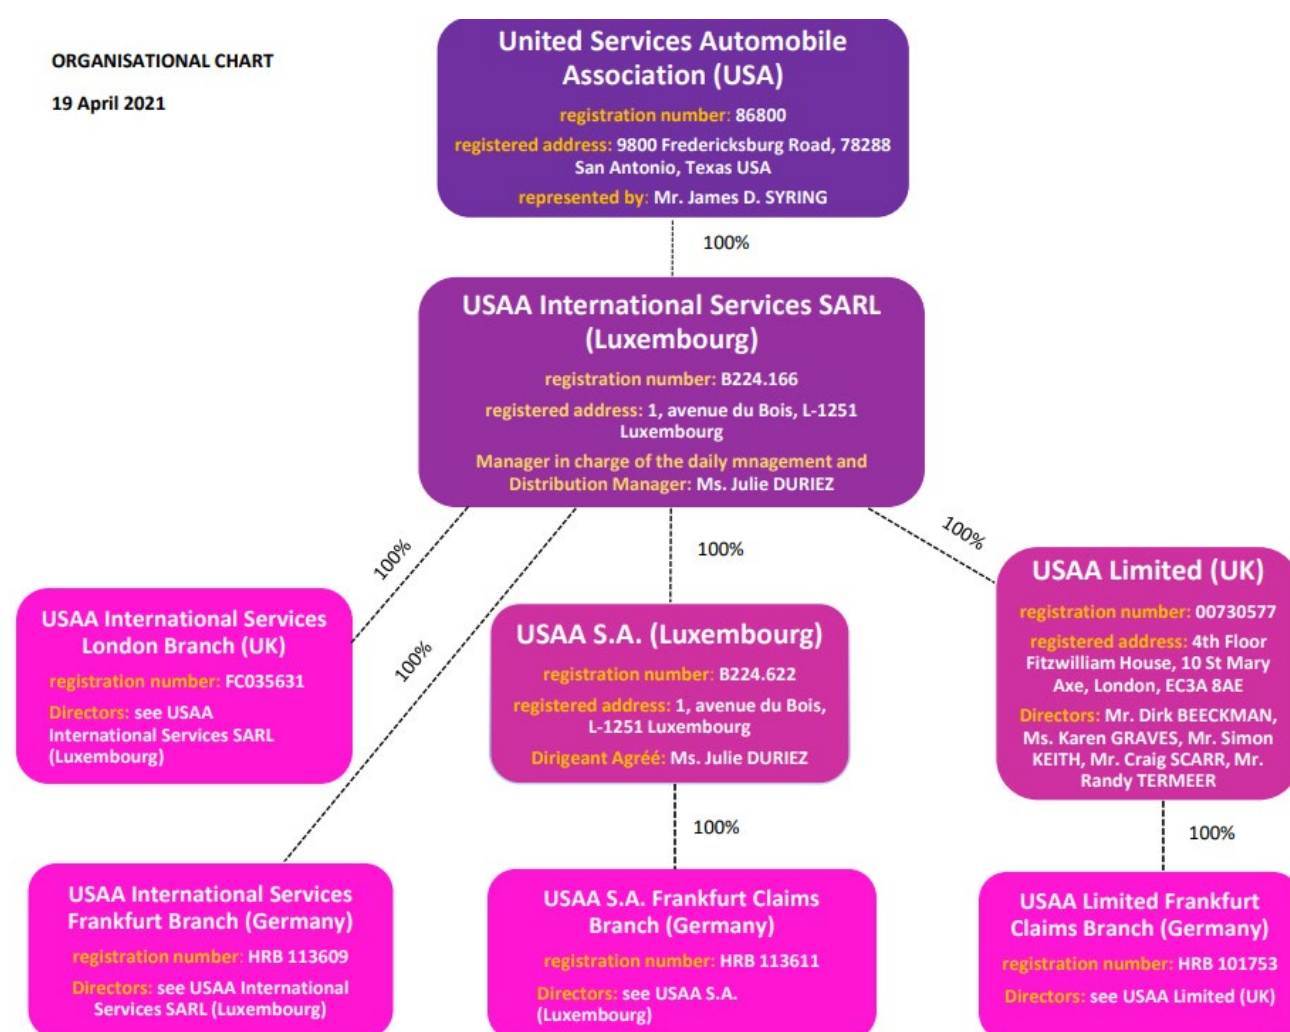 ORGANISATIONAL CHART
19 April 2021
United Services Automobile
Association (USA)
registration number: 86800
registered address: 9800 Fredericksburg Road, 78288
San Antonio, Texas USA
represented by: Mr. James D. SYRING
100%
USAA International Services SARL
(Luxembourg)
registration number: B224.166
registered address: 1, avenue du Bois, L-1251
Luxembourg
Manager in charge of the daily mnagement and
Distribution Manager: Ms. Julie DURIEZ
100%
100%
100%
100%
USAA International Services
London Branch (UK)
registration number: FC035631
Directors: see USAA
International Services SARL
(Luxembourg)
USAA S.A. (Luxembourg)
registration number: B224.622
registered address: 1, avenue du Bois,
L-1251 Luxembourg
Dirigeant Agréé: Ms. Julie DURIEZ
USAA Limited (UK)
registration number: 00730577
registered address: 4th Floor
Fitzwilliam House, 10 St Mary
Axe, London, EC3A 8AE
Directors: Mr. Dirk BEECKMAN,
Ms. Karen GRAVES, Mr. Simon
KEITH, Mr. Craig SCARR, Mr.
Randy TERMEER
100%
100%
USAA International Services
Frankfurt Branch (Germany)
registration number: HRB 113609
Directors: see USAA International
Services SARL (Luxembourg)
USAA S.A. Frankfurt Claims
Branch (Germany)
registration number: HRB 113611
Directors: see USAA S.A.
(Luxembourg)
USAA Limited Frankfurt
Claims Branch (Germany)
registration number: HRB 101753
Directors: see USAA Limited (UK)